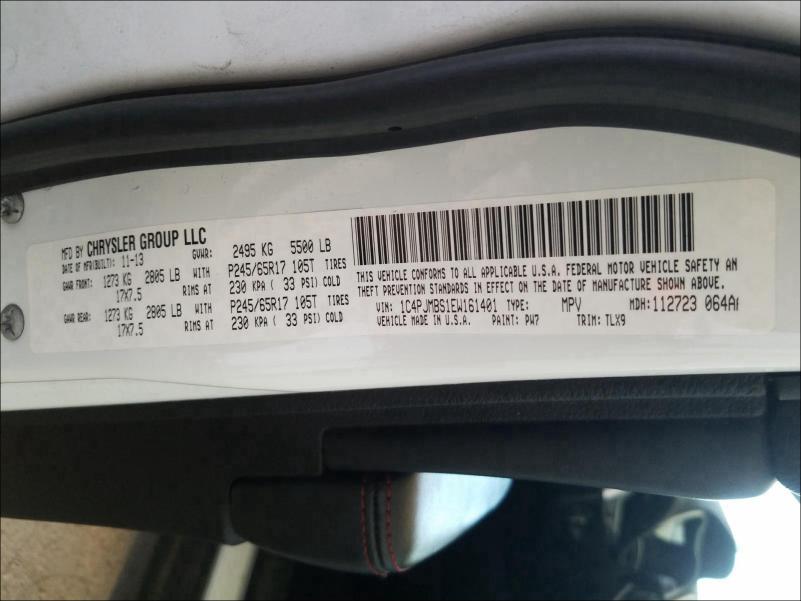 MFD BY CHRYSLER GROUP LLC
DATE OF MFR(BUILT): 11-13 GVWR: 2495 KG 5500 LB
GAWR FRONT: 1273 KG 2805 LB WITH P245/65R17 105T TIRES
17X7.5 RIMS AT 230 KPA ( 33 PSI) COLD
GAWR REAR: 1273 KG 2805 LB WITH P245/65R17 105T TIRES
17X7.5 RIMS AT 230 KPA ( 33 PSI) COLD
THIS VEHICLE CONFORMS TO ALL APPLICABLE U.S.A. FEDERAL MOTOR VEHICLE SAFETY AN
THEFT PREVENTION STANDARDS IN EFFECT ON THE DATE OF MANUFACTURE SHOWN ABOVE.
VIN: 1C4PJMBS1EW161401 TYPE: MPV MDH: 112723 064A
VEHICLE MADE IN U.S.A. PAINT: PW7 TRIM: TLX9